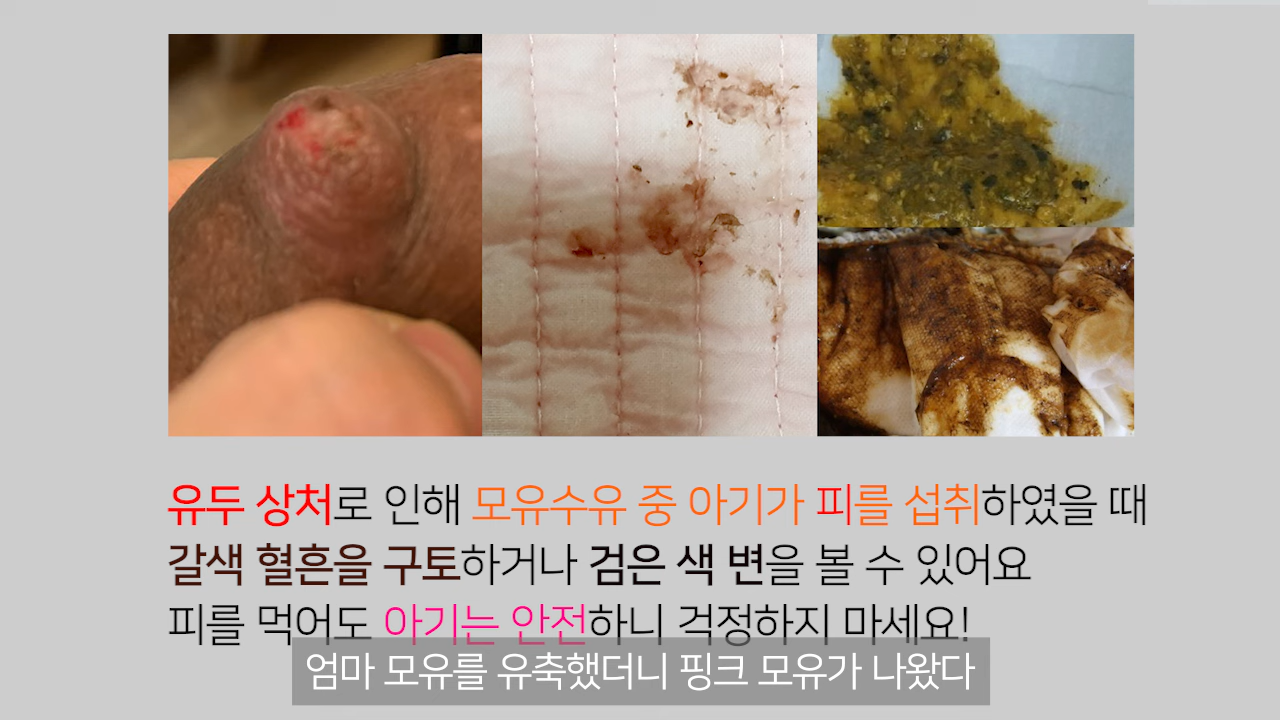 유두 상처로 인해 모유수유 중 아기가 피를 섭취하였을 때
갈색 혈흔을 구토하거나 검은 색 변을 볼 수 있어요
피를 먹어도 아기는 안전하니 걱정하지 마세요!
엄마 모유를 유축했더니 핑크 모유가 나왔다